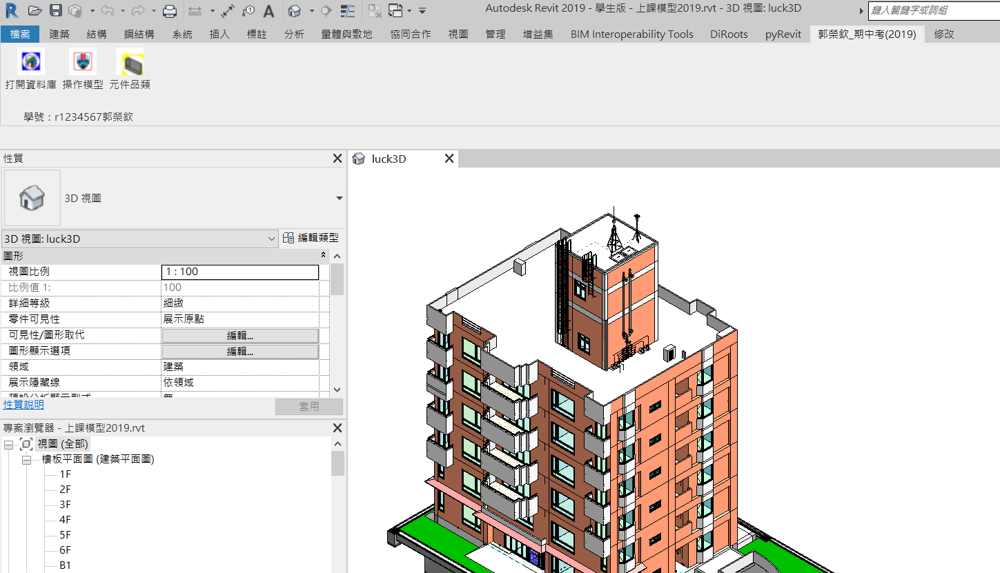 Autodesk Revit 2019 - 學生版 - 上課模型2019.rvt - 3D 視圖: luck3D
鍵入關鍵字或詞組
檔案 建築 結構 鋼結構 系統 插入 標註 分析 量體與敷地 協同合作 視圖 管理 增益集 BIM Interoperability Tools DiRoots pyRevit 郭榮欽_期中考(2019) 修改
打開資料庫 操作模型 元件品類
學號：r1234567郭榮欽
性質
luck3D
3D 視圖
3D 視圖: luck3D 編輯類型
圖形
視圖比例 1 : 100
比例值 1: 100
詳細等級 細緻
零件可見性 展示原點
可見性/圖形取代 編輯...
圖形顯示選項 編輯...
領域 建築
展示隱藏線 依領域
預設分析顯示型式 無
性質說明 套用
專案瀏覽器 - 上課模型2019.rvt
視圖 (全部)
樓板平面圖 (建築平面圖)
1F
2F
3F
4F
5F
6F
B1